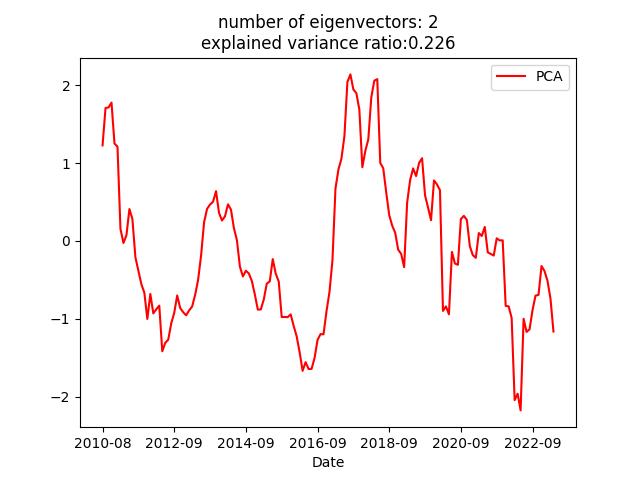 number of eigenvectors: 2
explained variance ratio:0.226
PCA
2
1
0
−1
−2
2010-08 2012-09 2014-09 2016-09 2018-09 2020-09 2022-09
Date